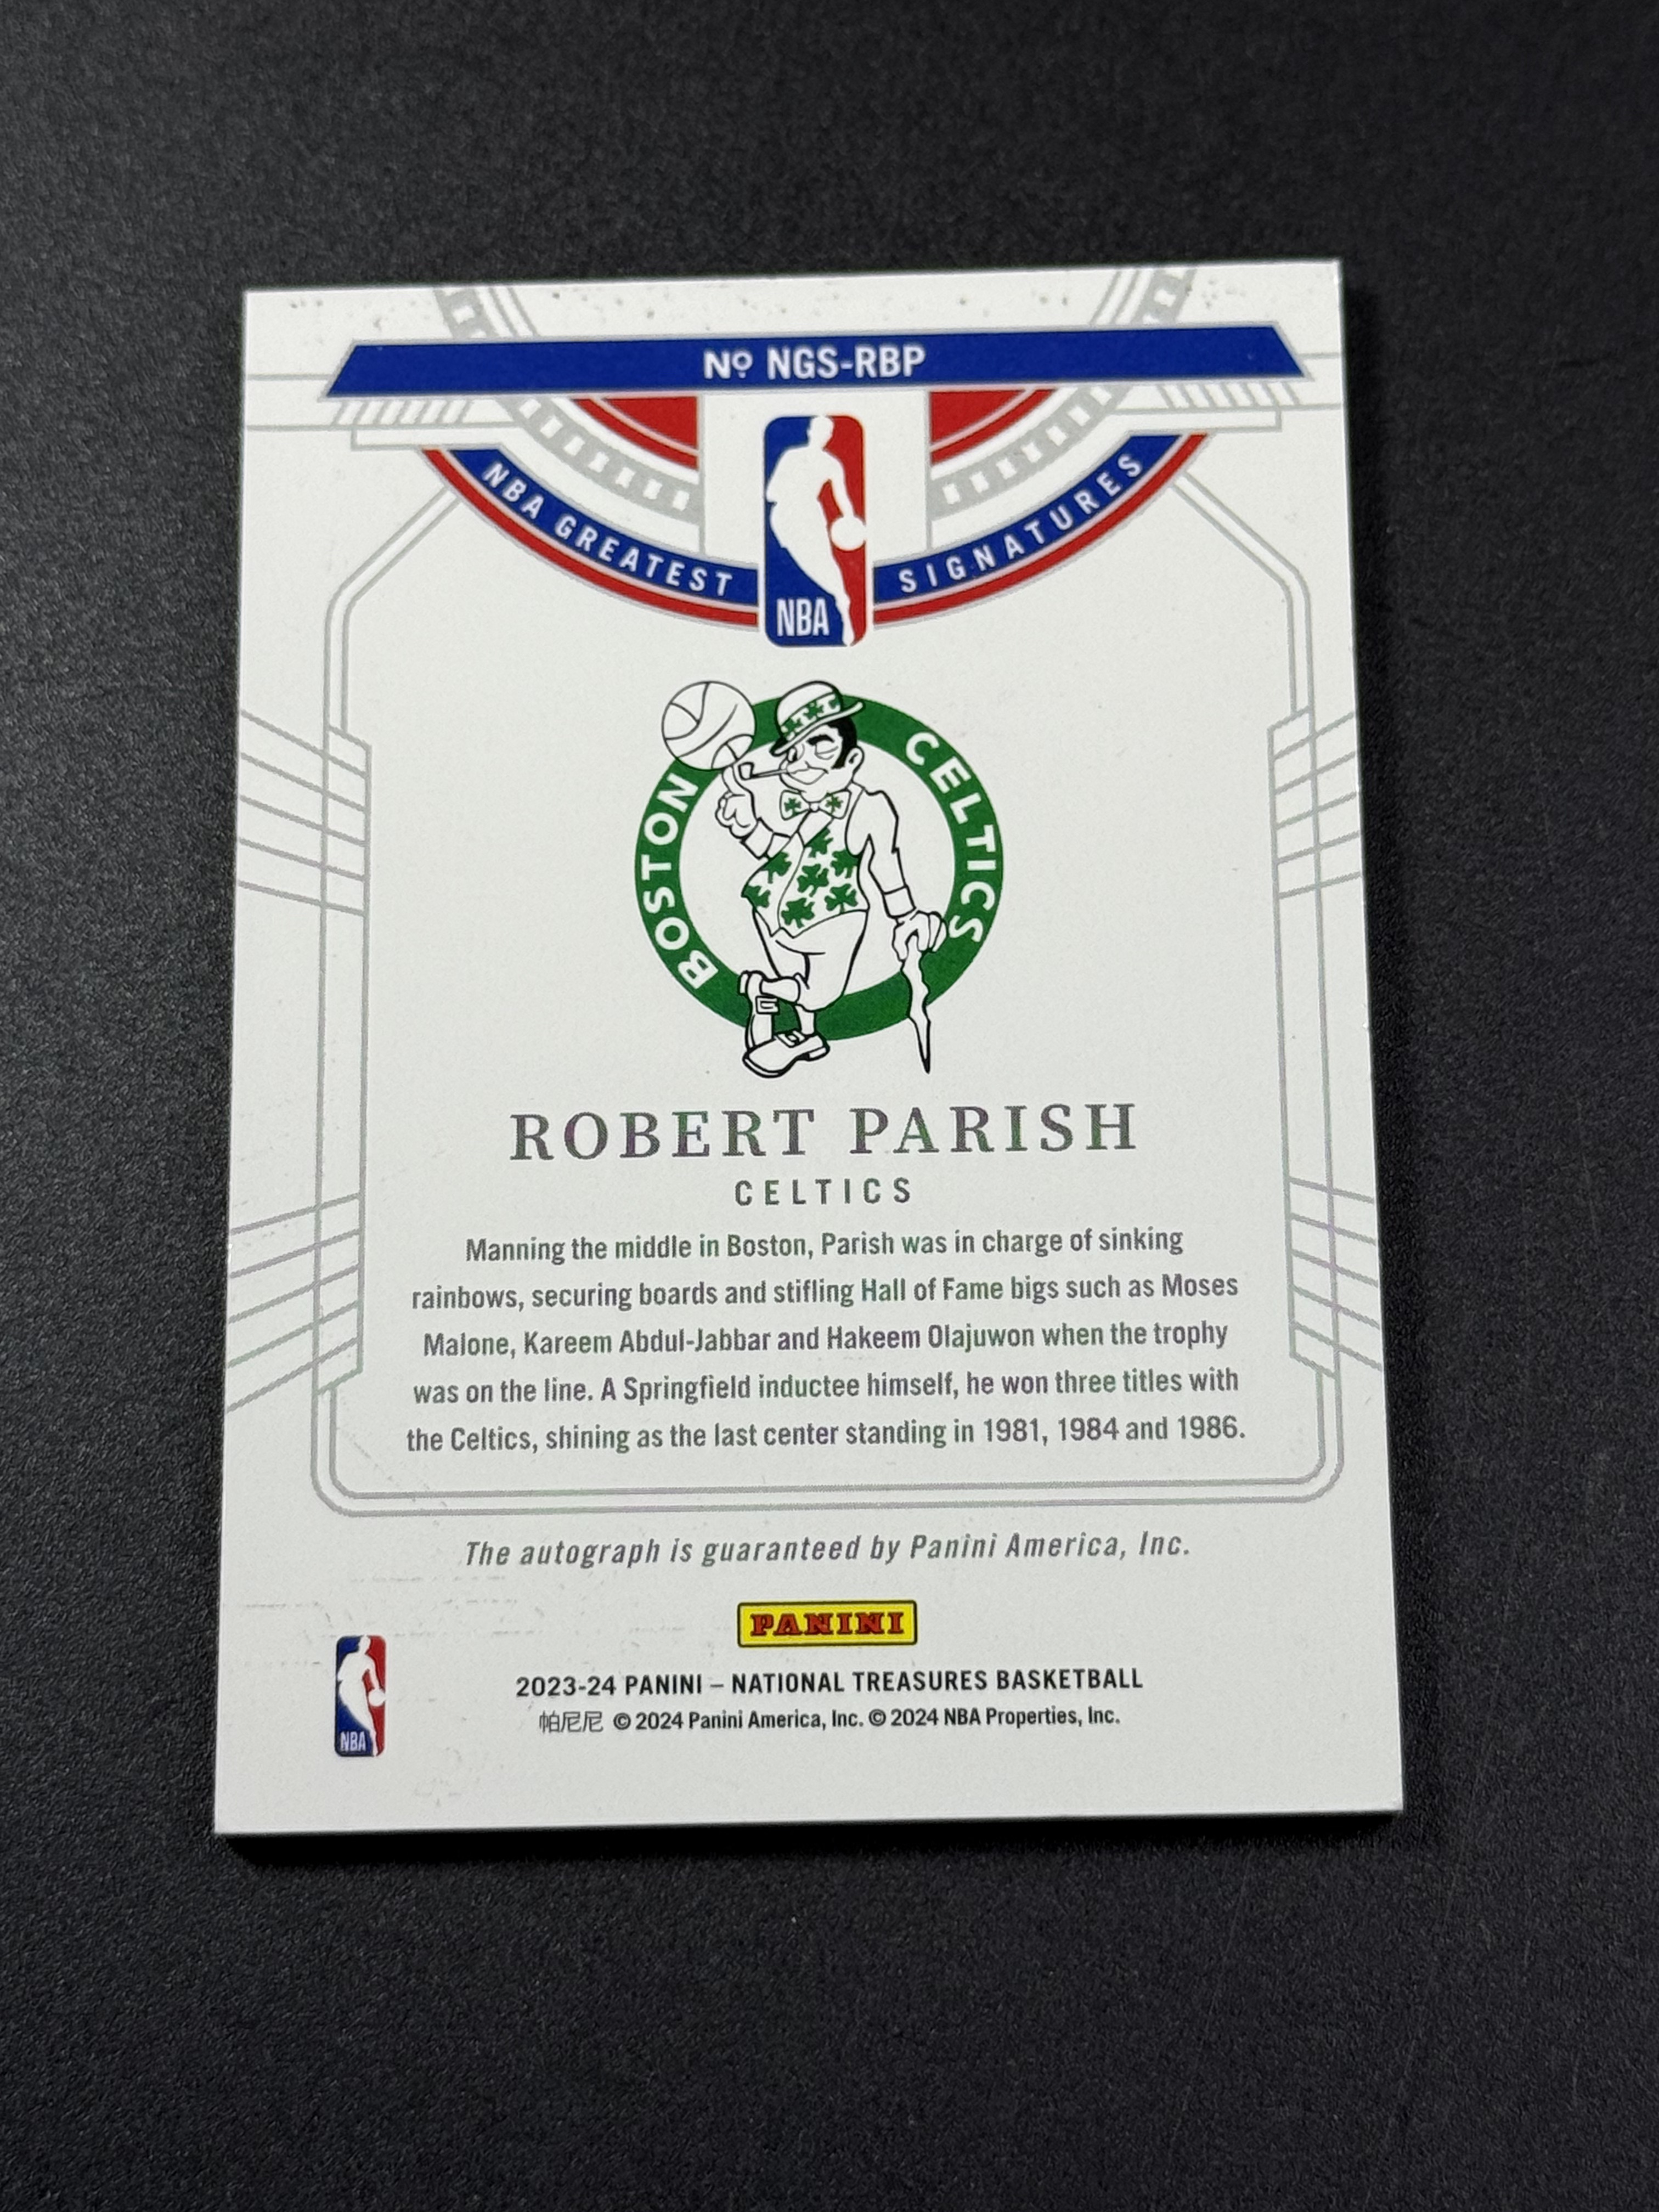 Nº NGS-RBP
NBA GREATEST SIGNATURES
NBA
BOSTON CELTICS
ROBERT PARISH
CELTICS
Manning the middle in Boston, Parish was in charge of sinking
rainbows, securing boards and stifling Hall of Fame bigs such as Moses
Malone, Kareem Abdul-Jabbar and Hakeem Olajuwon when the trophy
was on the line. A Springfield inductee himself, he won three titles with
the Celtics, shining as the last center standing in 1981, 1984 and 1986.
The autograph is guaranteed by Panini America, Inc.
PANINI
NBA
2023-24 PANINI – NATIONAL TREASURES BASKETBALL
帕尼尼 © 2024 Panini America, Inc. © 2024 NBA Properties, Inc.